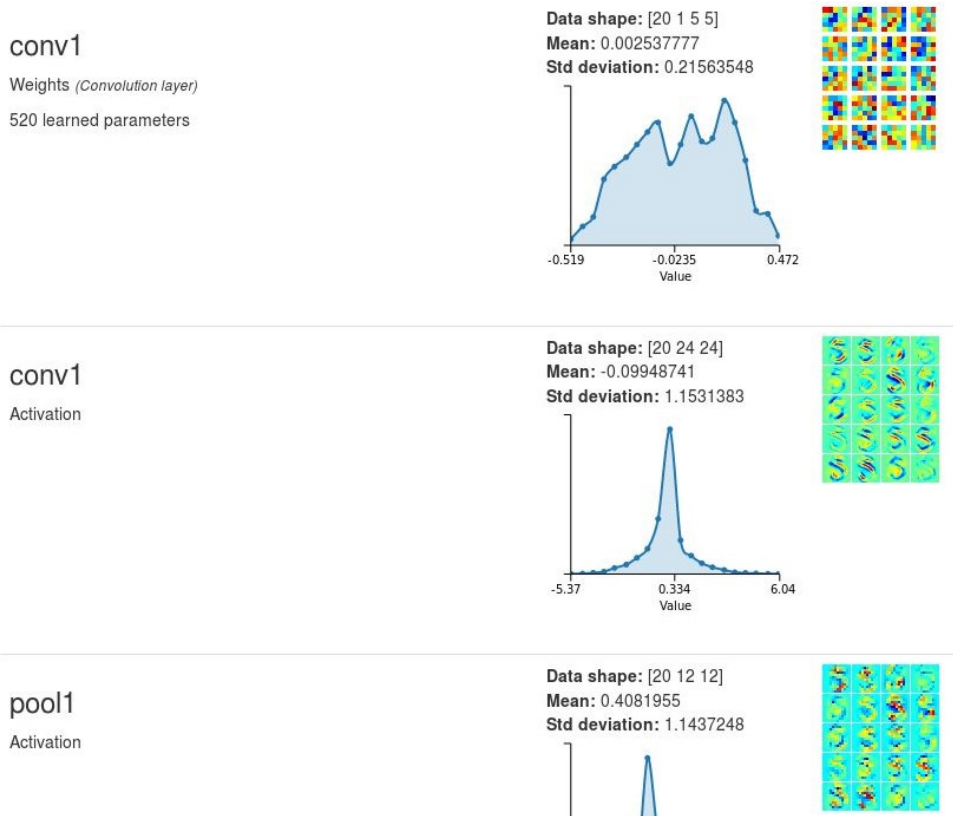 conv1
Weights (Convolution layer)
520 learned parameters
Data shape: [20 1 5 5]
Mean: 0.002537777
Std deviation: 0.21563548
-0.519 -0.0235 0.472
Value
conv1
Activation
Data shape: [20 24 24]
Mean: -0.09948741
Std deviation: 1.1531383
-5.37 0.334 6.04
Value
pool1
Activation
Data shape: [20 12 12]
Mean: 0.4081955
Std deviation: 1.1437248